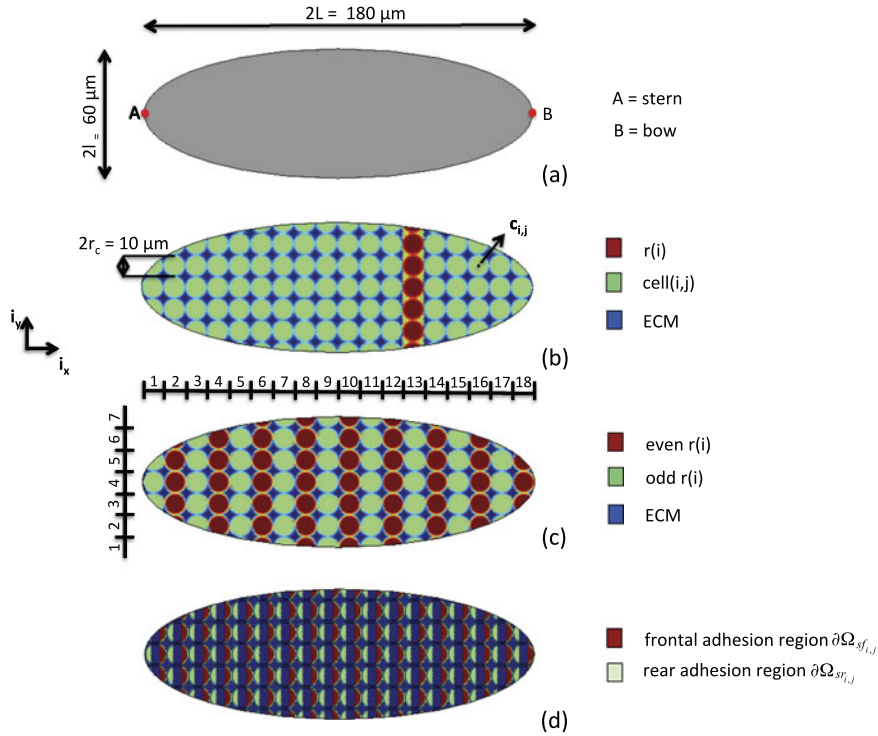 2L = 180 µm
2l = 60 µm
A
B
A = stern
B = bow
(a)
2r_c = 10 µm
c_i,j
r(i)
cell(i,j)
ECM
i_y
i_x
(b)
1 2 3 4 5 6 7 8 9 10 11 12 13 14 15 16 17 18
7
6
5
4
3
2
1
even r(i)
odd r(i)
ECM
(c)
frontal adhesion region ∂Ω_sf_i,j
rear adhesion region ∂Ω_sr_i,j
(d)